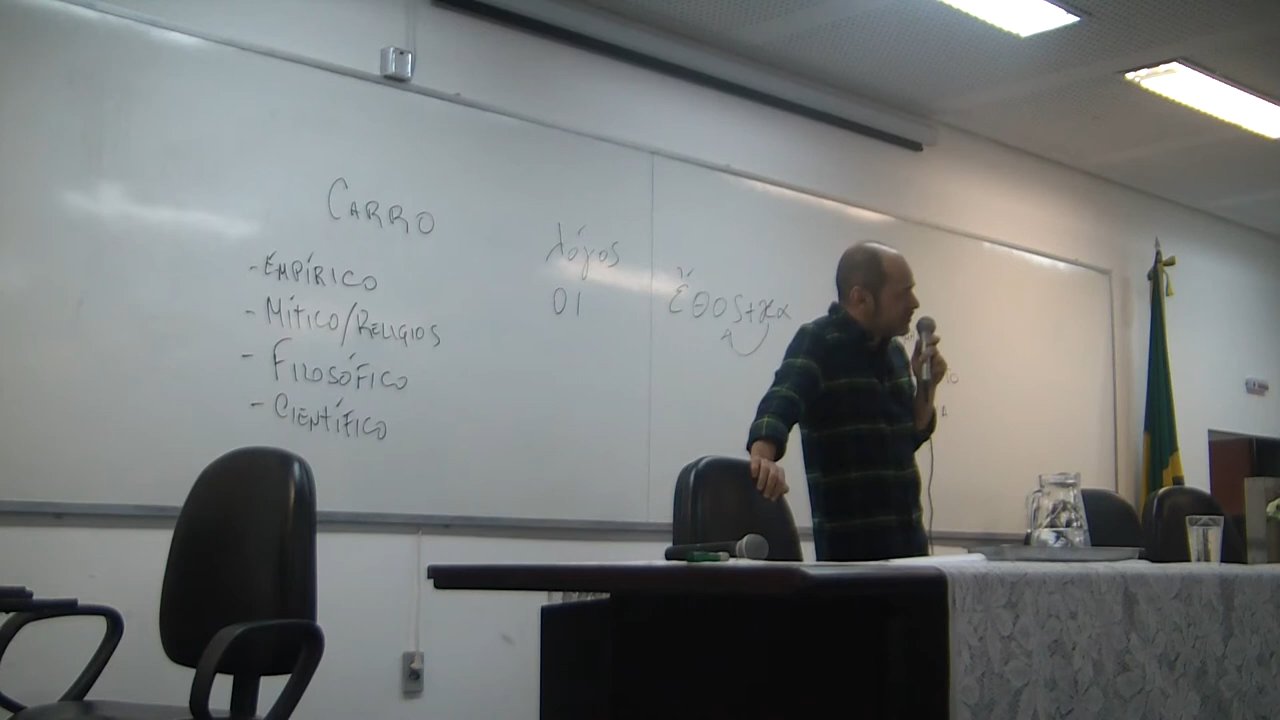 CARRO
- EMPÍRICO
- MÍTICO/RELIGIOS
- FILOSÓFICO
- CIENTÍFICO
λόγος
01